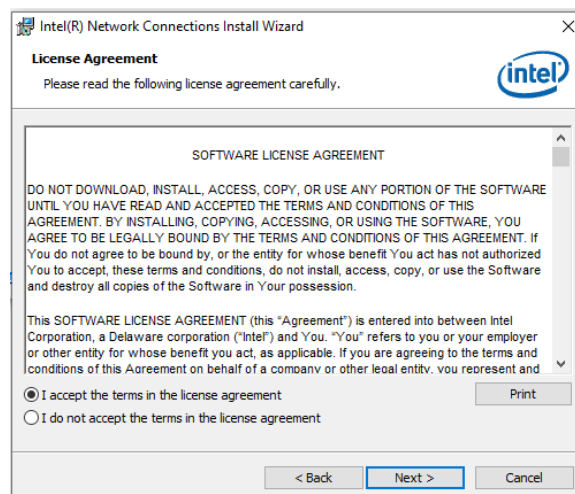 Intel(R) Network Connections Install Wizard
License Agreement
Please read the following license agreement carefully.
intel
SOFTWARE LICENSE AGREEMENT
DO NOT DOWNLOAD, INSTALL, ACCESS, COPY, OR USE ANY PORTION OF THE SOFTWARE
UNTIL YOU HAVE READ AND ACCEPTED THE TERMS AND CONDITIONS OF THIS
AGREEMENT. BY INSTALLING, COPYING, ACCESSING, OR USING THE SOFTWARE, YOU
AGREE TO BE LEGALLY BOUND BY THE TERMS AND CONDITIONS OF THIS AGREEMENT. If
You do not agree to be bound by, or the entity for whose benefit You act has not authorized
You to accept, these terms and conditions, do not install, access, copy, or use the Software
and destroy all copies of the Software in Your possession.
This SOFTWARE LICENSE AGREEMENT (this “Agreement”) is entered into between Intel
Corporation, a Delaware corporation (“Intel”) and You. “You” refers to you or your employer
or other entity for whose benefit you act, as applicable. If you are agreeing to the terms and
conditions of this Agreement on behalf of a company or other legal entity, you represent and
I accept the terms in the license agreement
Print
I do not accept the terms in the license agreement
< Back
Next >
Cancel